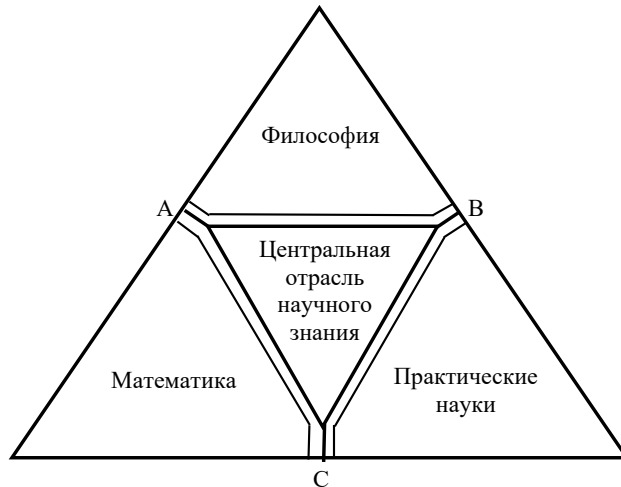 Философия
A
B
Центральная
отрасль
научного
знания
Математика
Практические
науки
C